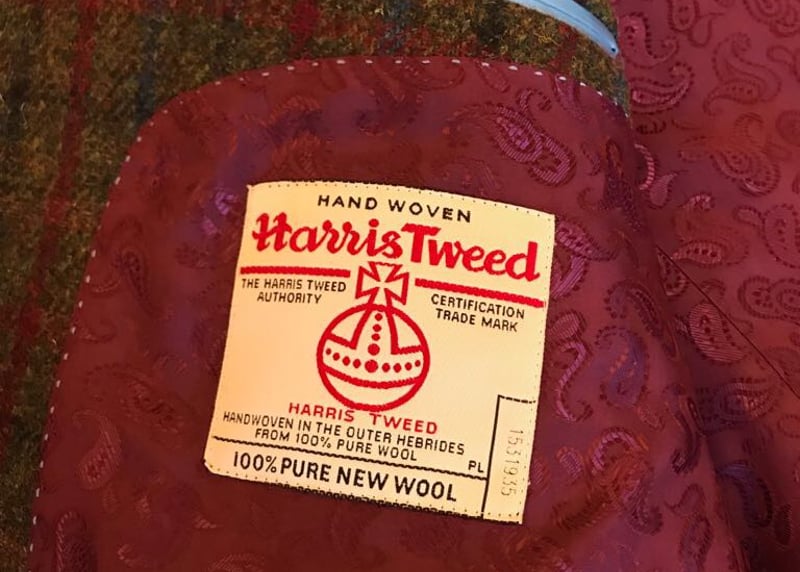 HAND WOVEN
Harris Tweed
THE HARRIS TWEED
AUTHORITY
CERTIFICATION
TRADE MARK
HARRIS TWEED
HANDWOVEN IN THE OUTER HEBRIDES
FROM 100% PURE WOOL
PL
100% PURE NEW WOOL
1531935